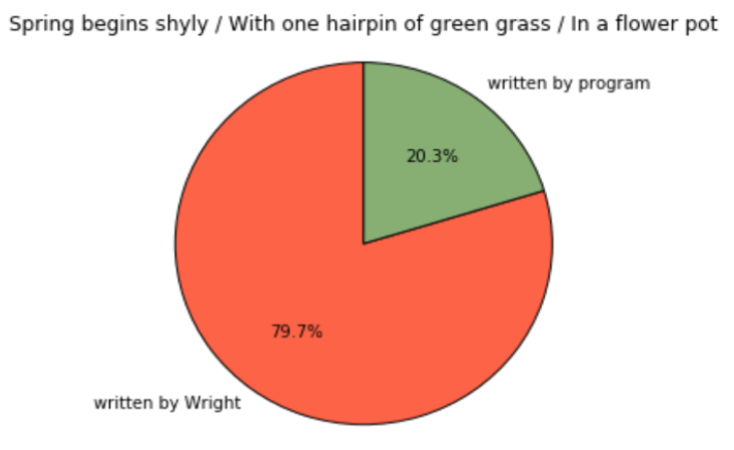 Spring begins shyly / With one hairpin of green grass / In a flower pot
written by program
20.3%
79.7%
written by Wright